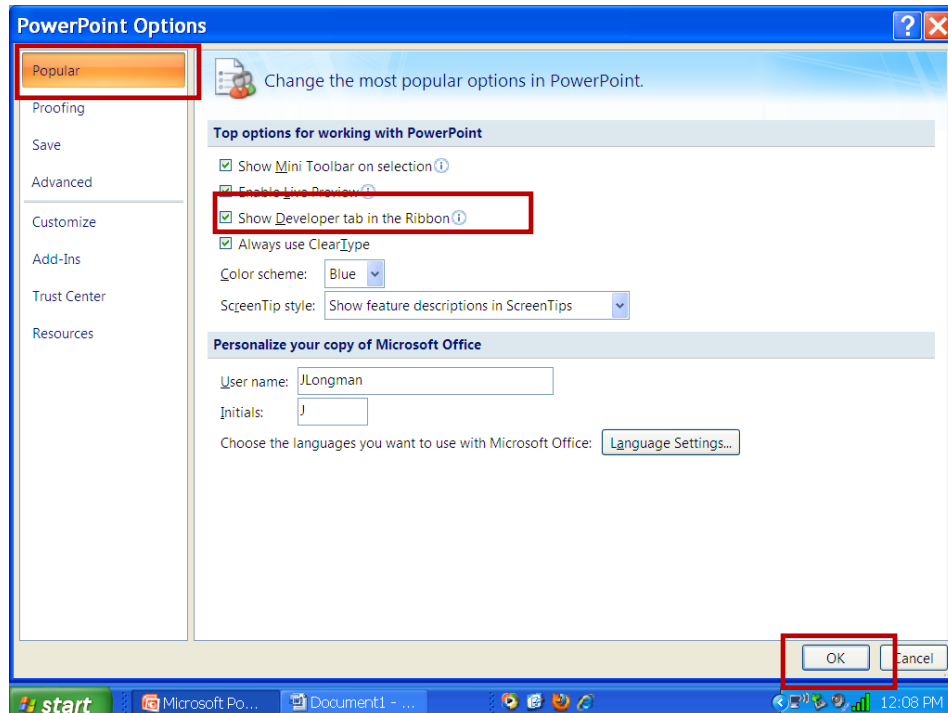 PowerPoint Options
Popular
Proofing
Save
Advanced
Customize
Add-Ins
Trust Center
Resources
Change the most popular options in PowerPoint.
Top options for working with PowerPoint
Show Mini Toolbar on selection
Enable Live Preview
Show Developer tab in the Ribbon
Always use ClearType
Color scheme: Blue
ScreenTip style: Show feature descriptions in ScreenTips
Personalize your copy of Microsoft Office
User name: JLongman
Initials: J
Choose the languages you want to use with Microsoft Office: Language Settings...
OK Cancel
start Microsoft Po... Document1 - ... 12:08 PM